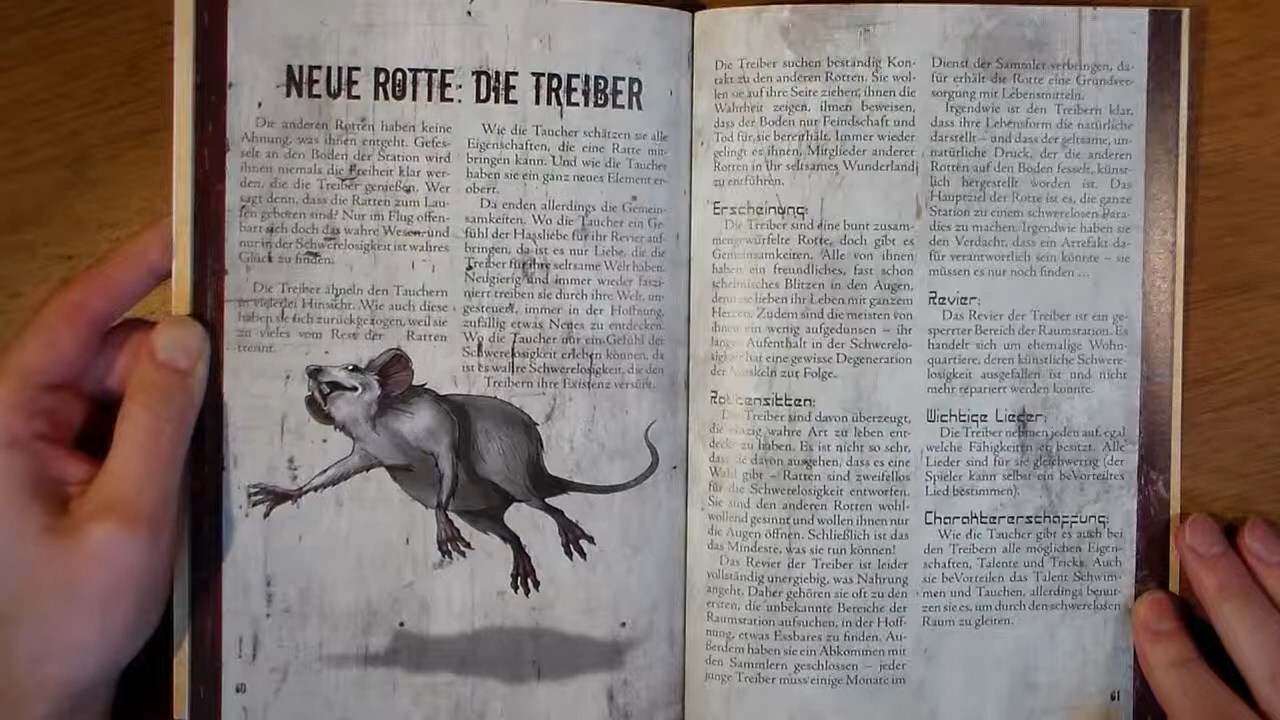 NEUE ROTTE: DIE TREIBER
Die anderen Rotten haben keine
Ahnung, was ihnen entgeht. Gefes-
selt an den Boden der Station wird
ihnen niemals die Freiheit klar wer-
den, die die Treiber genießen. Wer
sagt denn, dass die Ratten zum Lau-
fen geboren sind? Nur im Flug offen-
bart sich doch das wahre Wesen und
nur in der Schwerelosigkeit ist wahres
Glück zu finden.
Die Treiber ähneln den Tauchern
in vielerlei Hinsicht. Wie auch diese
haben sie sich zurückgezogen, weil sie
zu vieles vom Rest der Ratten
trennt.
Wie die Taucher schätzen sie alle
Eigenschaften, die eine Ratte mit-
bringen kann. Und wie die Taucher
haben sie ein ganz neues Element er-
obert.
Da enden allerdings die Gemein-
samkeiten. Wo die Taucher ein Ge-
fühl der Hassliebe für ihr Revier auf-
bringen, da ist es nur Liebe, die die
Treiber für ihre seltsame Welt haben.
Neugierig und immer wieder faszi-
niert treiben sie durch ihre Welt, un-
gesteuert, immer in der Hoffnung,
zufällig etwas Neues zu entdecken.
Wo die Taucher nur ein Gefühl der
Schwerelosigkeit erleben können, da
ist es wahre Schwerelosigkeit, die den
Treibern ihre Existenz versüßt.
60
Die Treiber suchen beständig Kon-
takt zu den anderen Rotten. Sie wol-
len sie auf ihre Seite ziehen, ihnen die
Wahrheit zeigen, ihnen beweisen,
dass der Boden nur Feindschaft und
Tod für sie bereithält. Immer wieder
gelingt es ihnen, Mitglieder anderer
Rotten in ihr seltsames Wunderland
zu entführen.
Erscheinung:
Die Treiber sind eine bunt zusam-
mengewürfelte Rotte, doch gibt es
Gemeinsamkeiten. Alle von ihnen
haben ein freundliches, fast schon
schelmisches Blitzen in den Augen,
denn sie lieben ihr Leben mit ganzem
Herzen. Zudem sind die meisten von
ihnen ein wenig aufgedunsen – ihr
langer Aufenthalt in der Schwerelo-
sigkeit hat eine gewisse Degeneration
der Muskeln zur Folge.
Rottensitten:
Die Treiber sind davon überzeugt,
die einzig wahre Art zu leben ent-
deckt zu haben. Es ist nicht so sehr,
dass sie davon ausgehen, dass es eine
Wahl gibt – Ratten sind zweifellos
für die Schwerelosigkeit entworfen.
Sie sind den anderen Rotten wohl-
wollend gesinnt und wollen ihnen nur
die Augen öffnen. Schließlich ist das
das Mindeste, was sie tun können!
Das Revier der Treiber ist leider
vollständig unergiebig, was Nahrung
angeht. Daher gehören sie oft zu den
ersten, die unbekannte Bereiche der
Raumstation aufsuchen, in der Hoff-
nung, etwas Essbares zu finden. Au-
ßerdem haben sie ein Abkommen mit
den Sammlern geschlossen – jeder
junge Treiber muss einige Monate im
Dienst der Sammler verbringen, da-
für erhält die Rotte eine Grundver-
sorgung mit Lebensmitteln.
Irgendwie ist den Treibern klar,
dass ihre Lebensform die natürliche
darstellt – und dass der seltsame, un-
natürliche Druck, der die anderen
Rotten auf den Boden fesselt, künst-
lich hergestellt worden ist. Das
Hauptziel der Rotte ist es, die ganze
Station zu einem schwerelosen Para-
dies zu machen. Irgendwie haben sie
den Verdacht, dass ein Artefakt da-
für verantwortlich sein könnte – sie
müssen es nur noch finden ...
Revier:
Das Revier der Treiber ist ein ge-
sperrter Bereich der Raumstation. Es
handelt sich um ehemalige Wohn-
quartiere, deren künstliche Schwere-
losigkeit ausgefallen ist und nicht
mehr repariert werden konnte.
Wichtige Lieder:
Die Treiber nehmen jeden auf, egal
welche Fähigkeiten er besitzt. Alle
Lieder sind für sie gleichwertig (der
Spieler kann selbst ein beVorteiltes
Lied bestimmen).
Charaktererschaffung:
Wie die Taucher gibt es auch bei
den Treibern alle möglichen Eigen-
schaften, Talente und Tricks. Auch
sie beVorteilen das Talent Schwim-
men und Tauchen, allerdings benut-
zen sie es, um durch den schwerelosen
Raum zu gleiten.
61